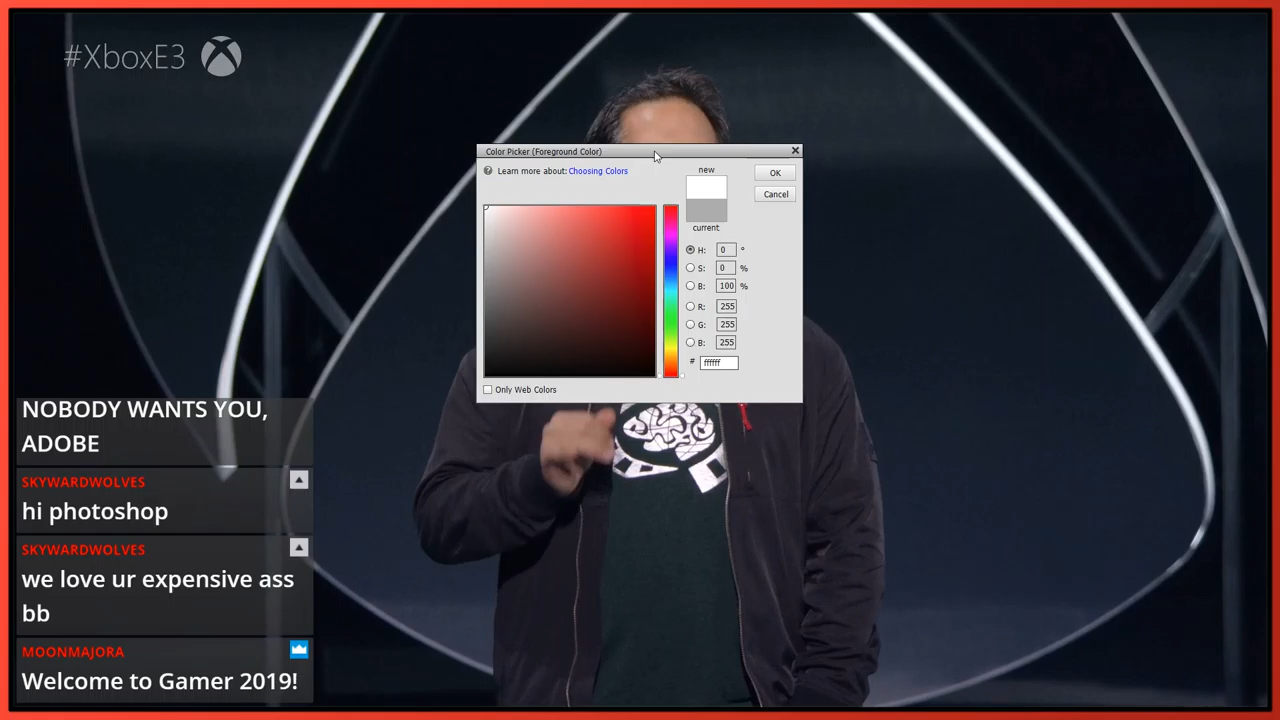 #XboxE3
Color Picker (Foreground Color)
Learn more about: Choosing Colors
new
current
OK
Cancel
H: 0 °
S: 0 %
B: 100 %
R: 255
G: 255
B: 255
# ffffff
Only Web Colors
NOBODY WANTS YOU,
ADOBE
SKYWARDWOLVES
hi photoshop
SKYWARDWOLVES
we love ur expensive ass
bb
MOONMAJORA
Welcome to Gamer 2019!